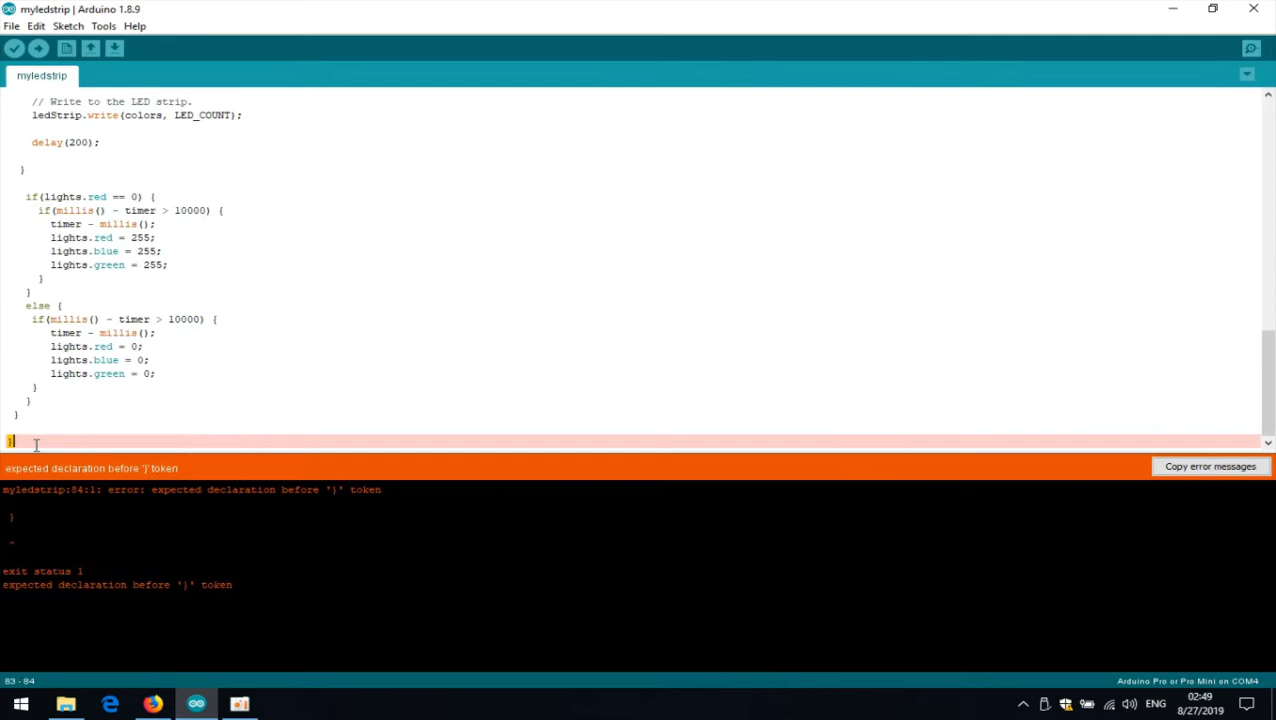 myledstrip | Arduino 1.8.9
File Edit Sketch Tools Help
myledstrip
// Write to the LED strip.
ledStrip.write(colors, LED_COUNT);
delay(200);
}
if(lights.red == 0) {
if(millis() - timer > 10000) {
timer - millis();
lights.red = 255;
lights.blue = 255;
lights.green = 255;
}
}
else {
if(millis() - timer > 10000) {
timer - millis();
lights.red = 0;
lights.blue = 0;
lights.green = 0;
}
}
}
}
expected declaration before '}' token
Copy error messages
myledstrip:84:1: error: expected declaration before '}' token
}
^
exit status 1
expected declaration before '}' token
83 - 84
Arduino Pro or Pro Mini on COM4
ENG
02:49
8/27/2019